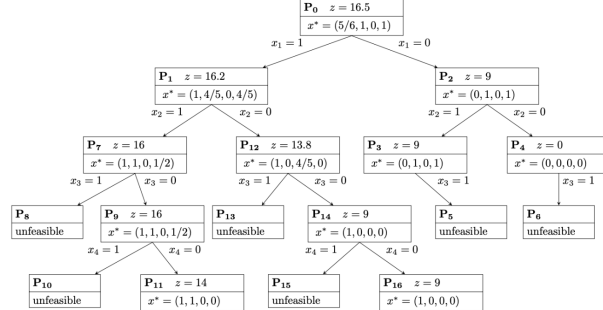 P₀ z = 16.5
x* = (5/6, 1, 0, 1)
x₁ = 1
x₁ = 0
P₁ z = 16.2
x* = (1, 4/5, 0, 4/5)
P₂ z = 9
x* = (0, 1, 0, 1)
x₂ = 1
x₂ = 0
x₂ = 1
x₂ = 0
P₇ z = 16
x* = (1, 1, 0, 1/2)
P₁₂ z = 13.8
x* = (1, 0, 4/5, 0)
P₃ z = 9
x* = (0, 1, 0, 1)
P₄ z = 0
x* = (0, 0, 0, 0)
x₃ = 1
x₃ = 0
x₃ = 1
x₃ = 0
x₃ = 1
x₃ = 1
P₈
unfeasible
P₉ z = 16
x* = (1, 1, 0, 1/2)
P₁₃
unfeasible
P₁₄ z = 9
x* = (1, 0, 0, 0)
P₅
unfeasible
P₆
unfeasible
x₄ = 1
x₄ = 0
x₄ = 1
x₄ = 0
P₁₀
unfeasible
P₁₁ z = 14
x* = (1, 1, 0, 0)
P₁₅
unfeasible
P₁₆ z = 9
x* = (1, 0, 0, 0)